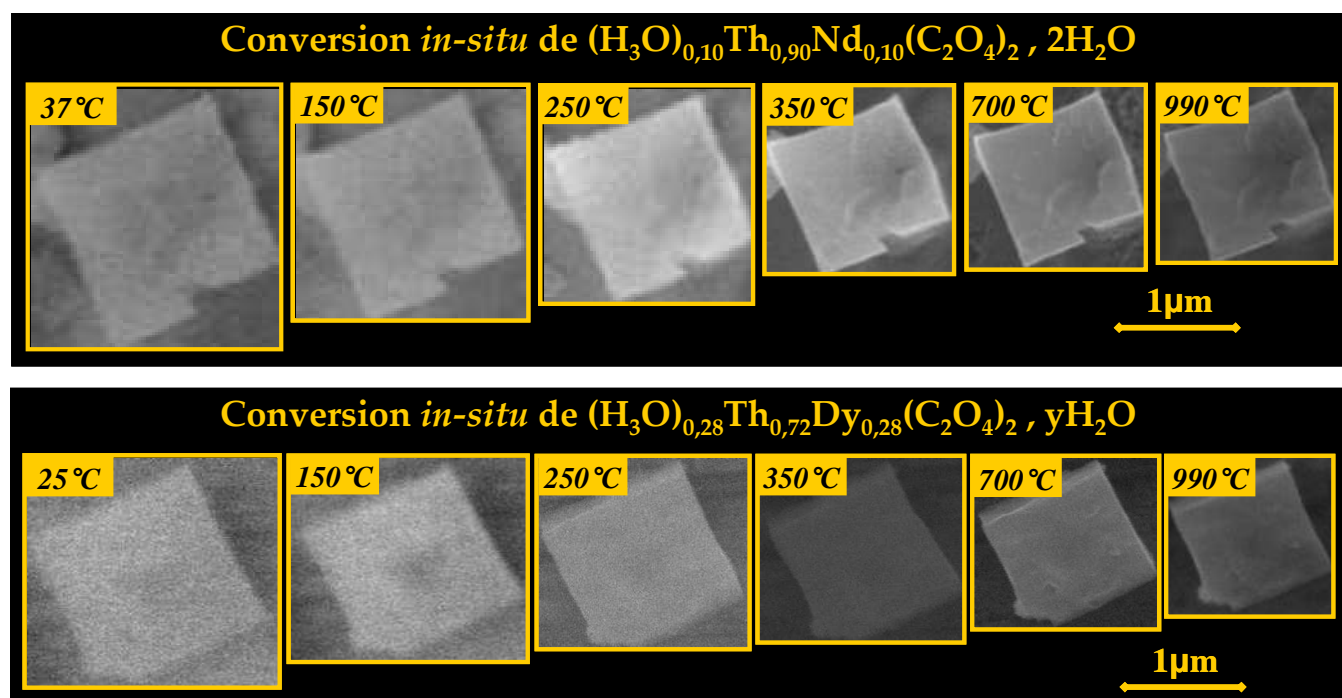 Conversion in-situ de (H₃O)₀,₁₀Th₀,₉₀Nd₀,₁₀(C₂O₄)₂ , 2H₂O
37°C 150°C 250°C 350°C 700°C 990°C
1µm
Conversion in-situ de (H₃O)₀,₂₈Th₀,₇₂Dy₀,₂₈(C₂O₄)₂ , yH₂O
25°C 150°C 250°C 350°C 700°C 990°C
1µm